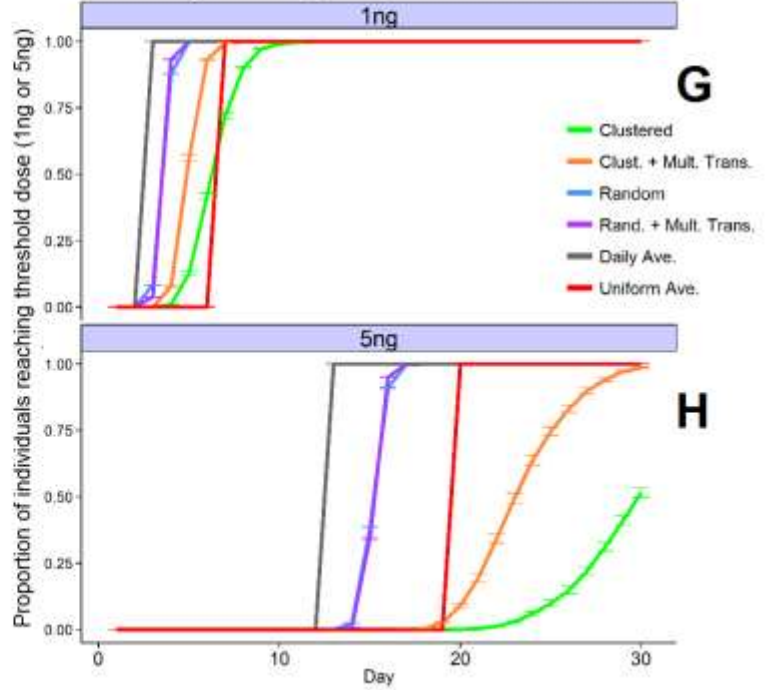 1ng
Proportion of individuals reaching threshold dose (1ng or 5ng)
1.00
0.75
0.50
0.25
0.00
G
Clustered
Clust. + Mult. Trans.
Random
Rand. + Mult. Trans.
Daily Ave.
Uniform Ave.
5ng
1.00
0.75
0.50
0.25
0.00
H
0
10
20
30
Day